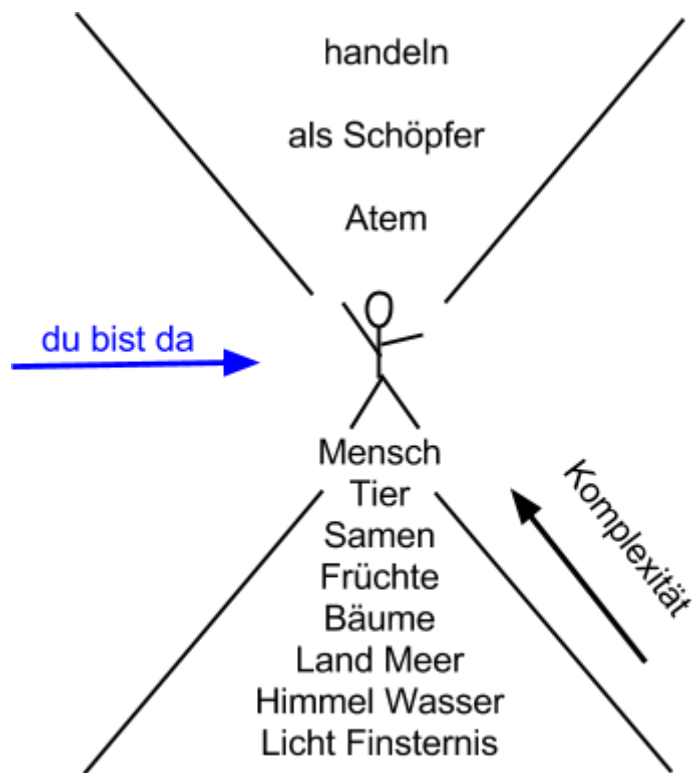 handeln
als Schöpfer
Atem
du bist da
Mensch
Tier
Samen
Früchte
Bäume
Land Meer
Himmel Wasser
Licht Finsternis
Komplexität